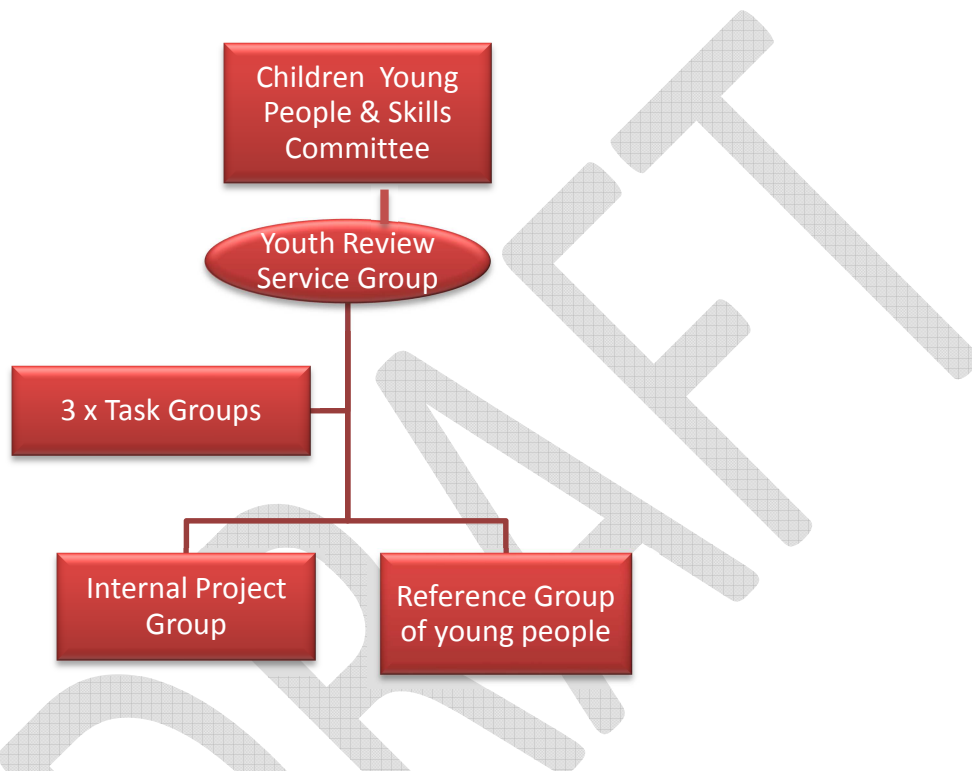 Children  Young
People & Skills
Committee
Youth Review
Service Group
3 x Task Groups
Internal Project
Group
Reference Group
of young people
DRAFT